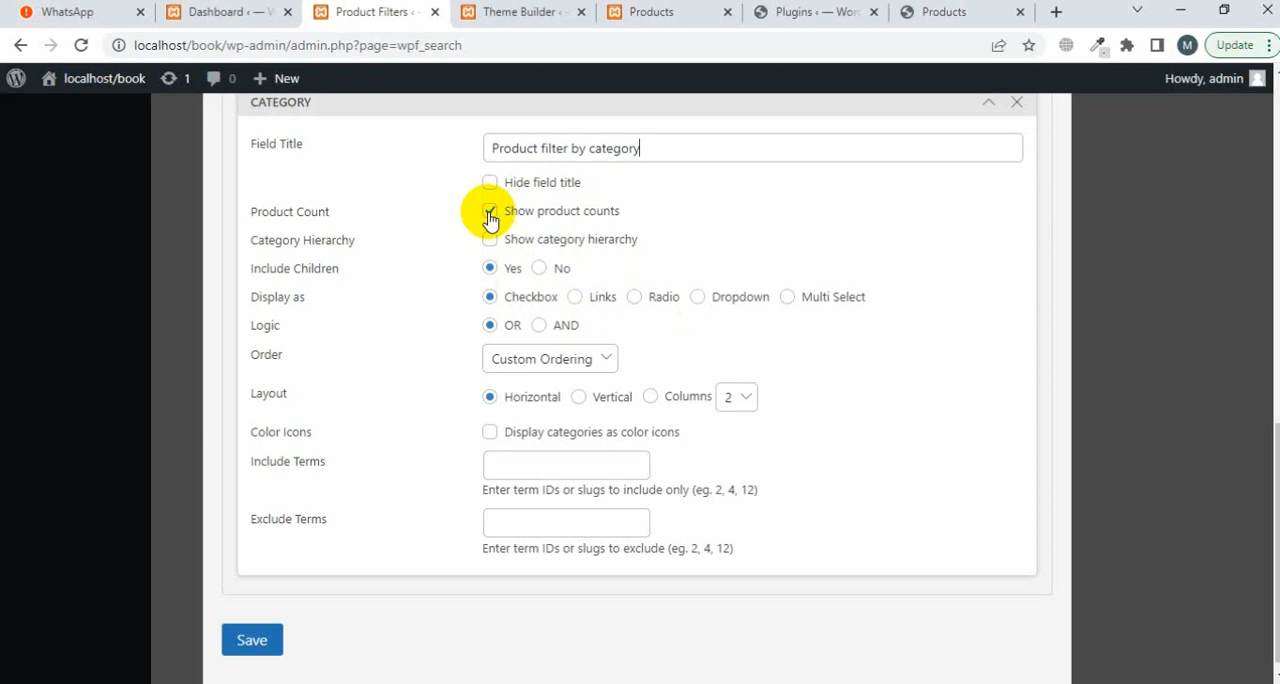 WhatsApp
Dashboard ‹ — W
Product Filters ‹ -
Theme Builder ‹ –
Products
Plugins ‹ — Wor
Products
localhost/book/wp-admin/admin.php?page=wpf_search
M
Update
localhost/book
1
0
New
Howdy, admin
CATEGORY
Field Title
Product filter by category
Hide field title
Product Count
Show product counts
Category Hierarchy
Show category hierarchy
Include Children
Yes No
Display as
Checkbox Links Radio Dropdown Multi Select
Logic
OR AND
Order
Custom Ordering
Layout
Horizontal Vertical Columns 2
Color Icons
Display categories as color icons
Include Terms
Enter term IDs or slugs to include only (eg. 2, 4, 12)
Exclude Terms
Enter term IDs or slugs to exclude (eg. 2, 4, 12)
Save